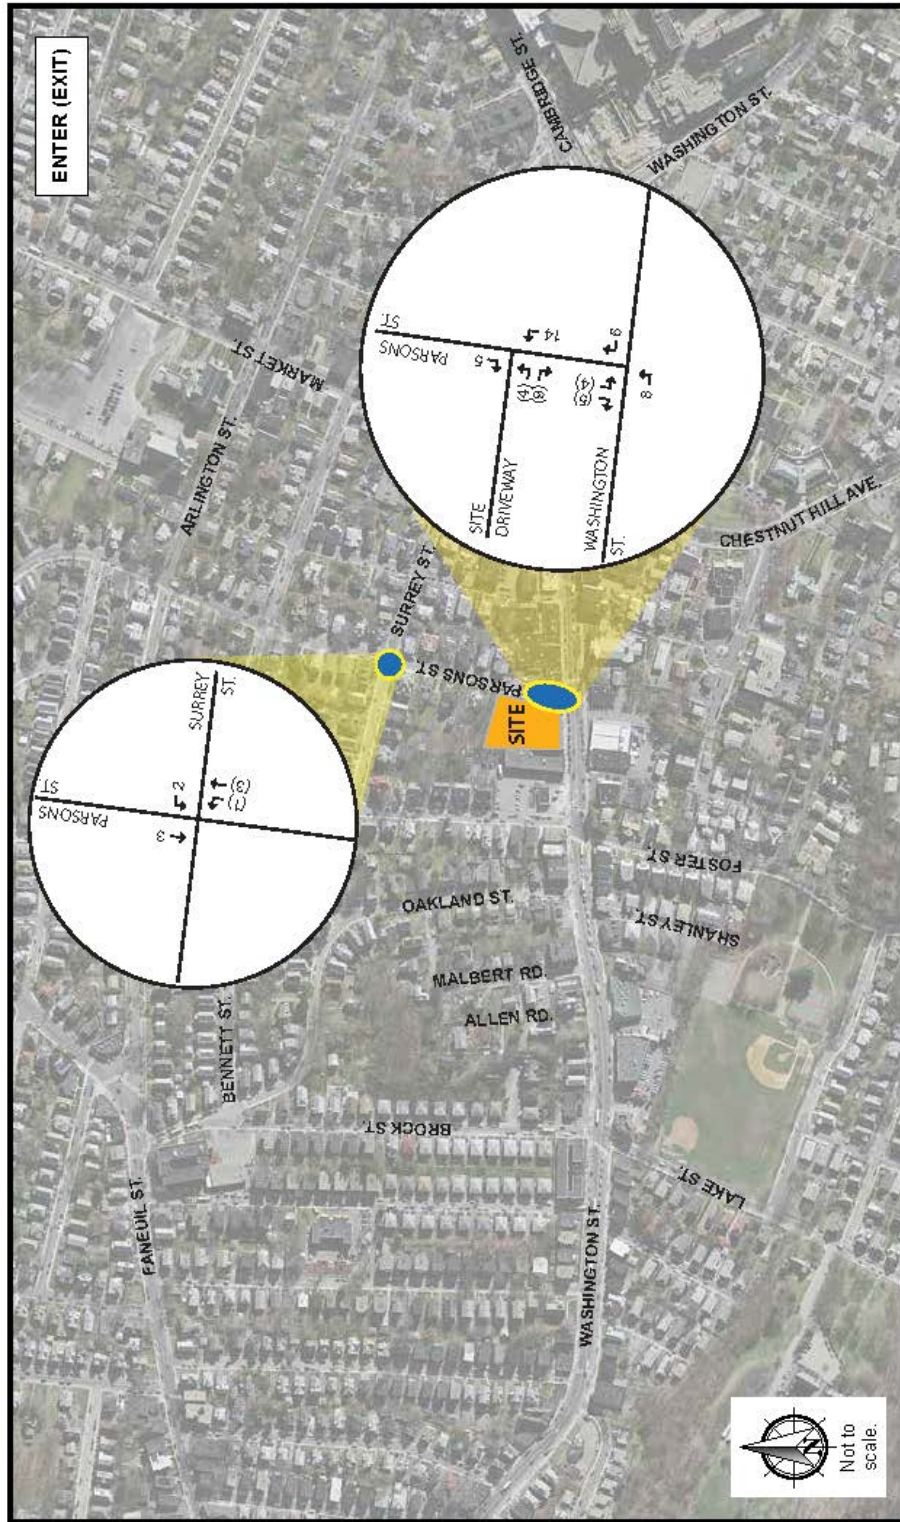 ENTER (EXIT)
CAMBRIDGE ST.
WASHINGTON ST.
MARKET ST.
ARLINGTON ST.
PARSONS
ST.
5
14
(4)
(9)
SITE
DRIVEWAY
6
(5)
(4)
8
WASHINGTON
ST.
CHESTNUT HILL AVE.
SURREY ST.
PARSONS ST.
SITE
PARSONS
ST.
SURREY
ST.
2
3
(1)
(3)
FOSTER ST.
SHANLEY ST.
OAKLAND ST.
MALBERT RD.
ALLEN RD.
BENNETT ST.
BROCK ST.
LAKE ST.
FANEUIL ST.
WASHINGTON ST.
N
Not to
scale.